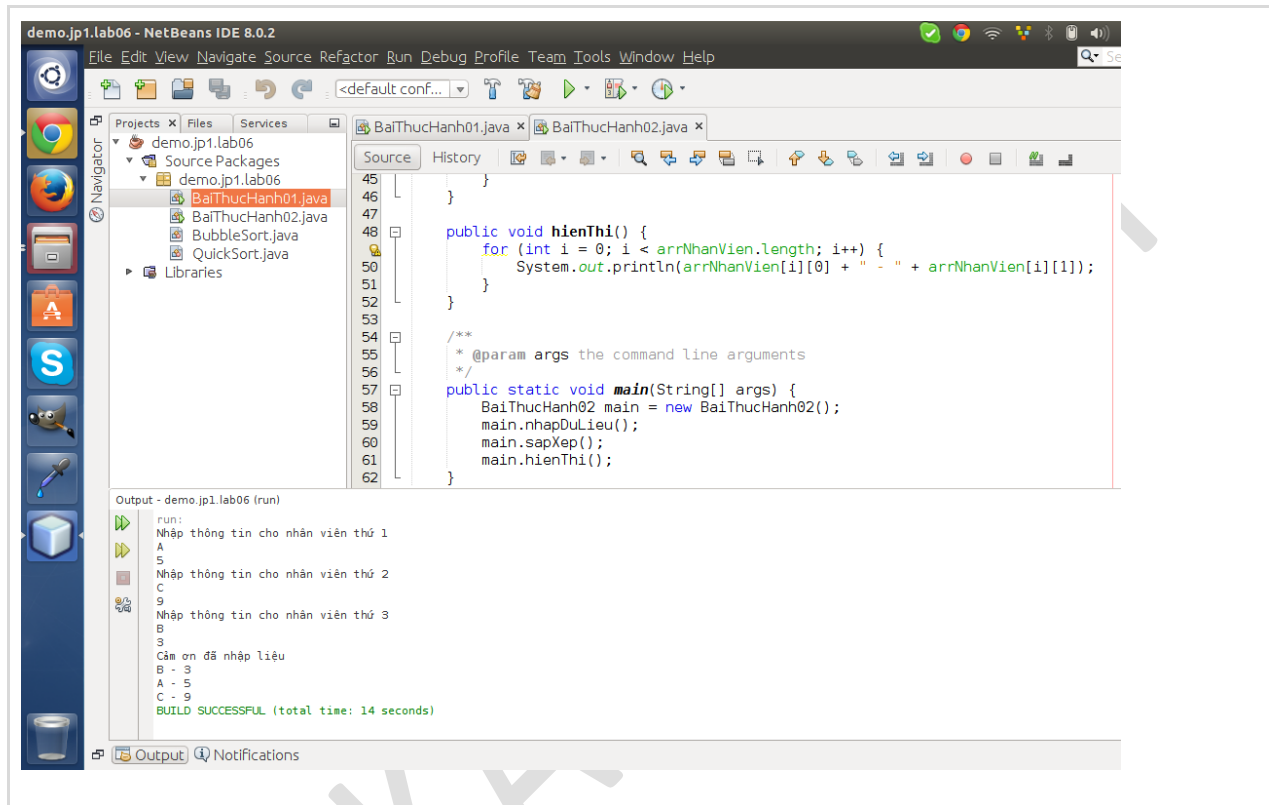 demo.jp1.lab06 - NetBeans IDE 8.0.2
File Edit View Navigate Source Refactor Run Debug Profile Team Tools Window Help
<default conf...
Projects Files Services
Navigator
demo.jp1.lab06
Source Packages
demo.jp1.lab06
BaiThucHanh01.java
BaiThucHanh02.java
BubbleSort.java
QuickSort.java
Libraries
BaiThucHanh01.java BaiThucHanh02.java
Source History
45 }
46 }
47
48 public void hienThi() {
for (int i = 0; i < arrNhanVien.length; i++) {
50 System.out.println(arrNhanVien[i][0] + " - " + arrNhanVien[i][1]);
51 }
52 }
53
54 /**
55 * @param args the command line arguments
56 */
57 public static void main(String[] args) {
58 BaiThucHanh02 main = new BaiThucHanh02();
59 main.nhapDuLieu();
60 main.sapXep();
61 main.hienThi();
62 }
Output - demo.jp1.lab06 (run)
run:
Nhập thông tin cho nhân viên thứ 1
A
5
Nhập thông tin cho nhân viên thứ 2
C
9
Nhập thông tin cho nhân viên thứ 3
B
3
Cảm ơn đã nhập liệu
B - 3
A - 5
C - 9
BUILD SUCCESSFUL (total time: 14 seconds)
Output Notifications